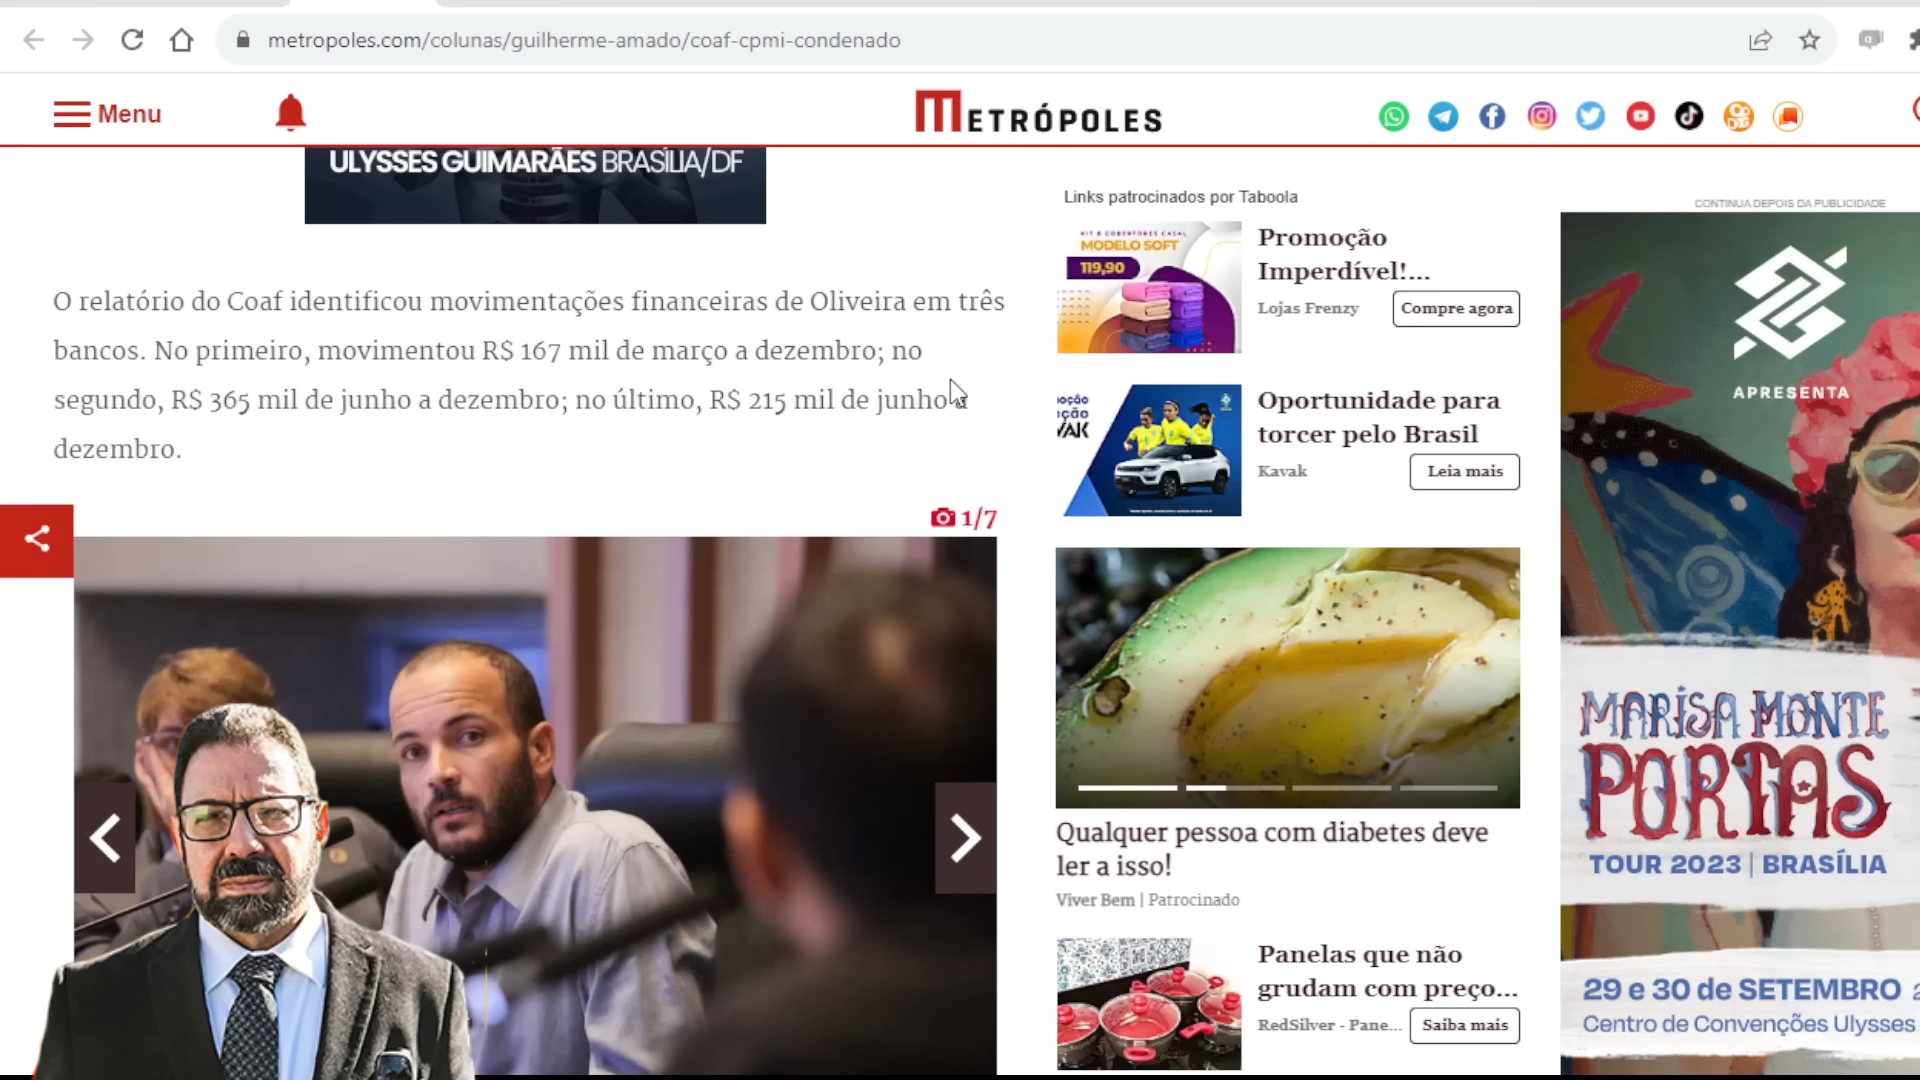 metropoles.com/colunas/guilherme-amado/coaf-cpmi-condenado
Menu
METRÓPOLES
ULYSSES GUIMARÃES BRASÍLIA/DF
O relatório do Coaf identificou movimentações financeiras de Oliveira em três
bancos. No primeiro, movimentou R$ 167 mil de março a dezembro; no
segundo, R$ 365 mil de junho a dezembro; no último, R$ 215 mil de junho a
dezembro.
1/7
Links patrocinados por Taboola
KIT 8 COBERTORES CASAL
MODELO SOFT
119,90
Promoção
Imperdível!...
Lojas Frenzy
Compre agora
Oportunidade para
torcer pelo Brasil
Kavak
Leia mais
Qualquer pessoa com diabetes deve
ler a isso!
Viver Bem | Patrocinado
Panelas que não
grudam com preço...
RedSilver - Pane...
Saiba mais
CONTINUA DEPOIS DA PUBLICIDADE
APRESENTA
MARISA MONTE
PORTAS
TOUR 2023 | BRASÍLIA
29 e 30 de SETEMBRO
Centro de Convenções Ulysses